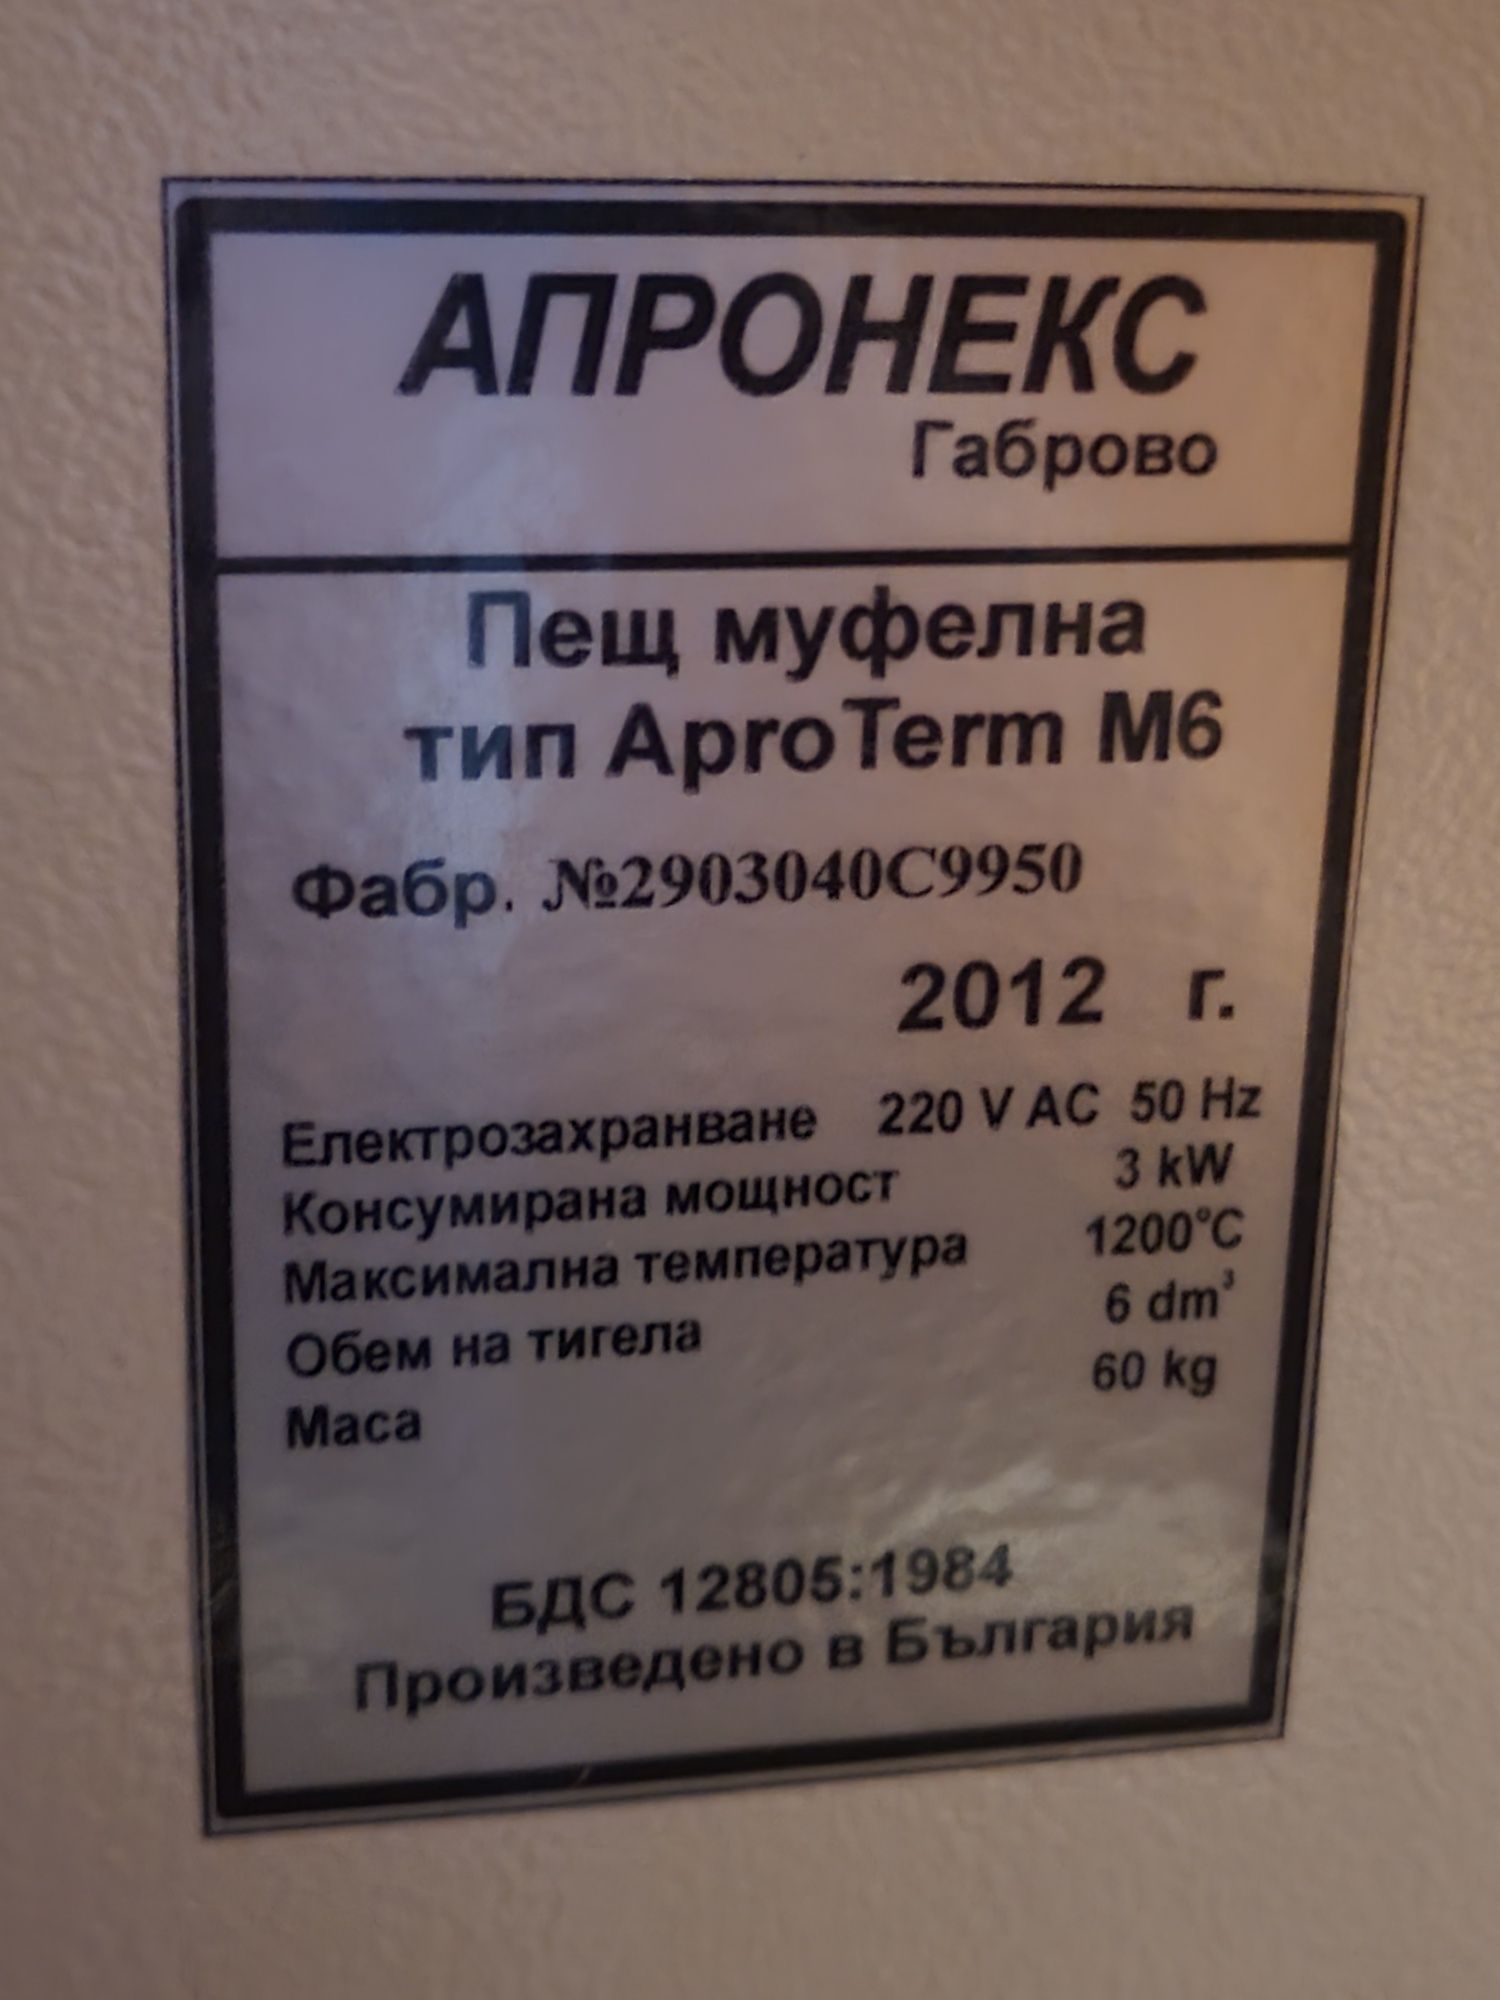 АПРОНЕКС
Габрово
Пещ муфелна
тип AproTerm M6
Фабр. №2903040C9950
2012 г.
Електрозахранване 220 V AC 50 Hz
Консумирана мощност 3 kW
Максимална температура 1200°C
Обем на тигела 6 dm³
Маса 60 kg
БДС 12805:1984
Произведено в България